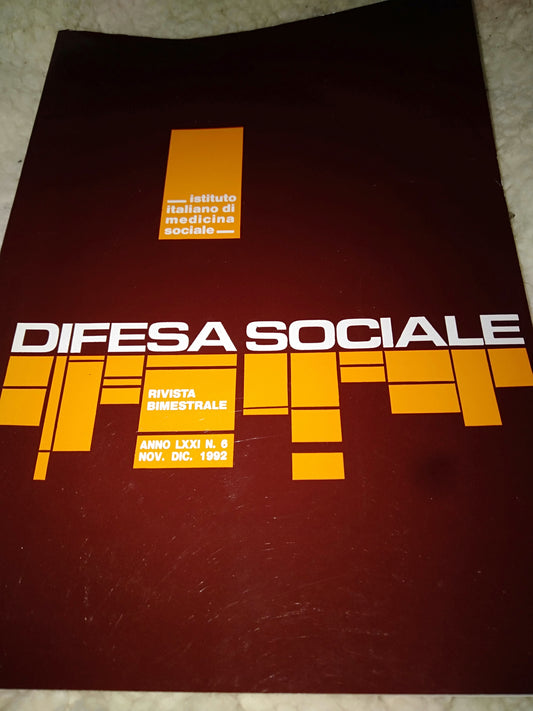 — istituto
italiano di
medicina
sociale —
DIFESA SOCIALE
RIVISTA
BIMESTRALE
ANNO LXXI N. 6
NOV. DIC. 1992